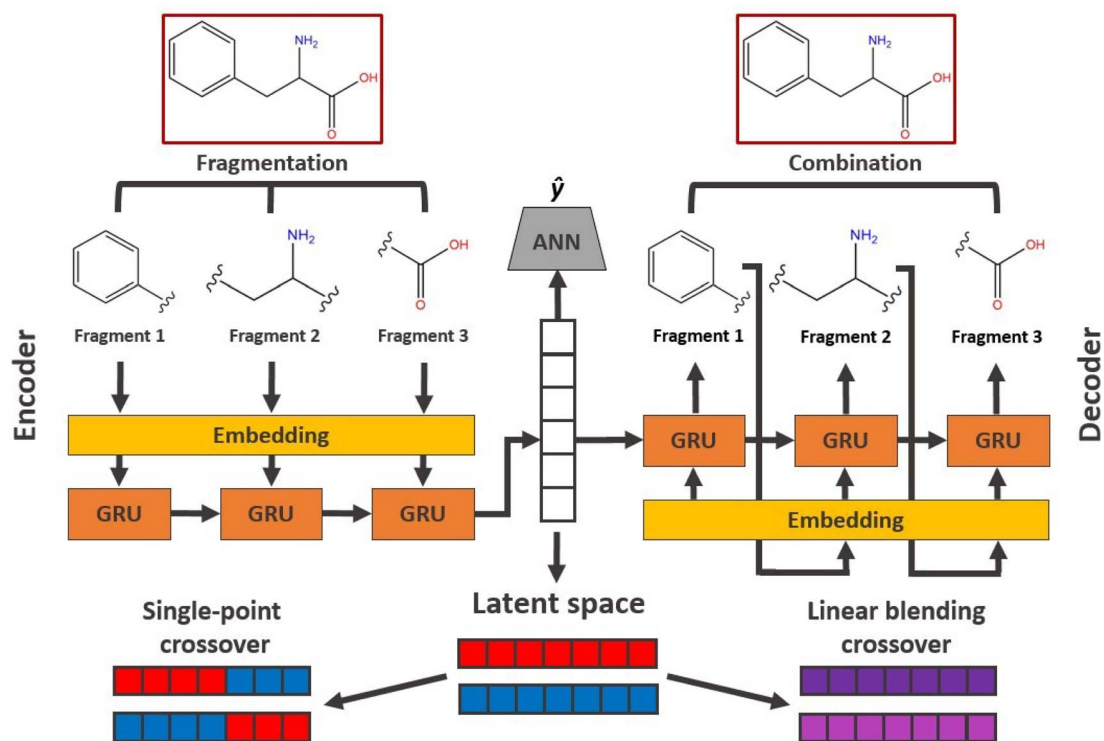 NH₂
OH
O
NH₂
OH
O
Fragmentation
Combination
ŷ
ANN
NH₂
OH
O
NH₂
OH
O
Fragment 1
Fragment 2
Fragment 3
Fragment 1
Fragment 2
Fragment 3
Encoder
Decoder
Embedding
GRU
GRU
GRU
GRU
GRU
GRU
Embedding
Single-point
crossover
Latent space
Linear blending
crossover